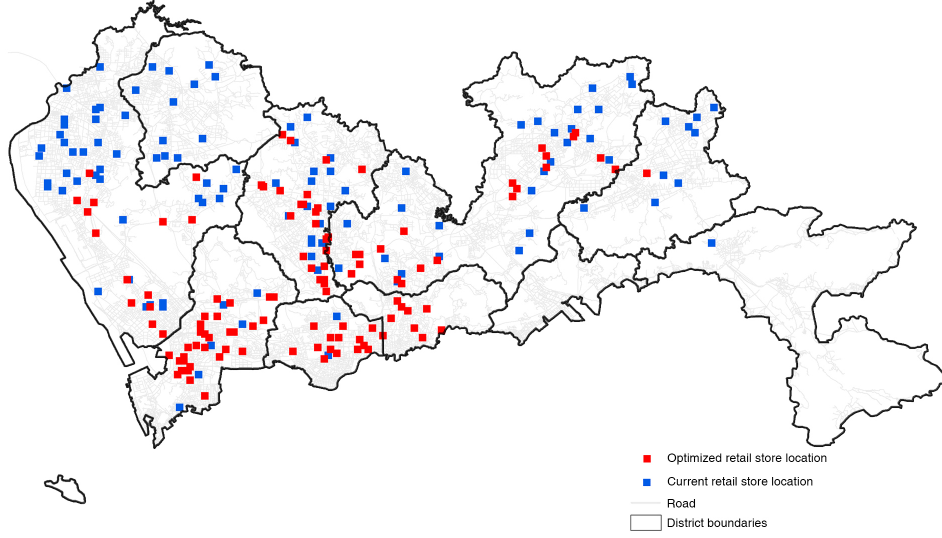 Optimized retail store location
Current retail store location
Road
District boundaries